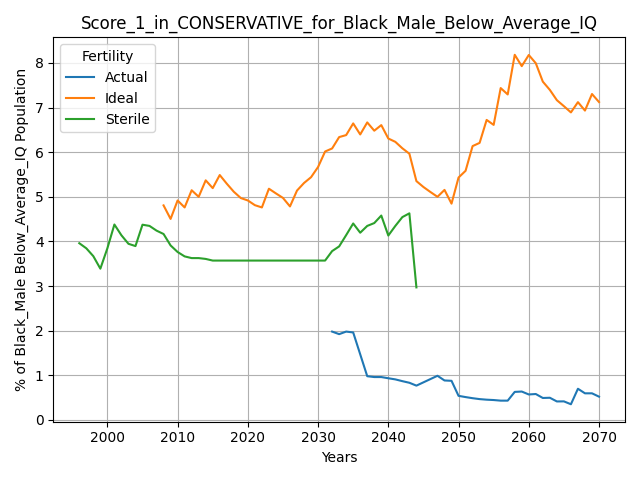 Score_1_in_CONSERVATIVE_for_Black_Male_Below_Average_IQ
Fertility
Actual
Ideal
Sterile
% of Black_Male Below_Average_IQ Population
8
7
6
5
4
3
2
1
0
2000
2010
2020
2030
2040
2050
2060
2070
Years